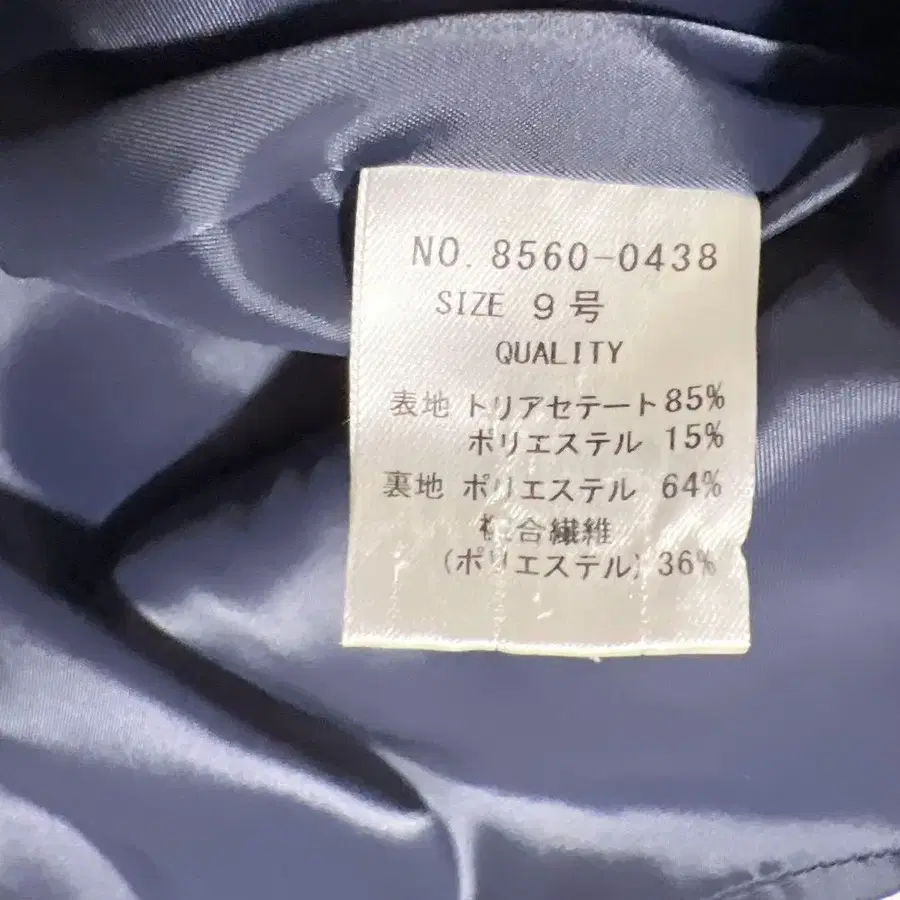 NO. 8560-0438
SIZE 9号
QUALITY
表地 トリアセテート 85%
ポリエステル 15%
裏地 ポリエステル 64%
複合繊維
(ポリエステル) 36%